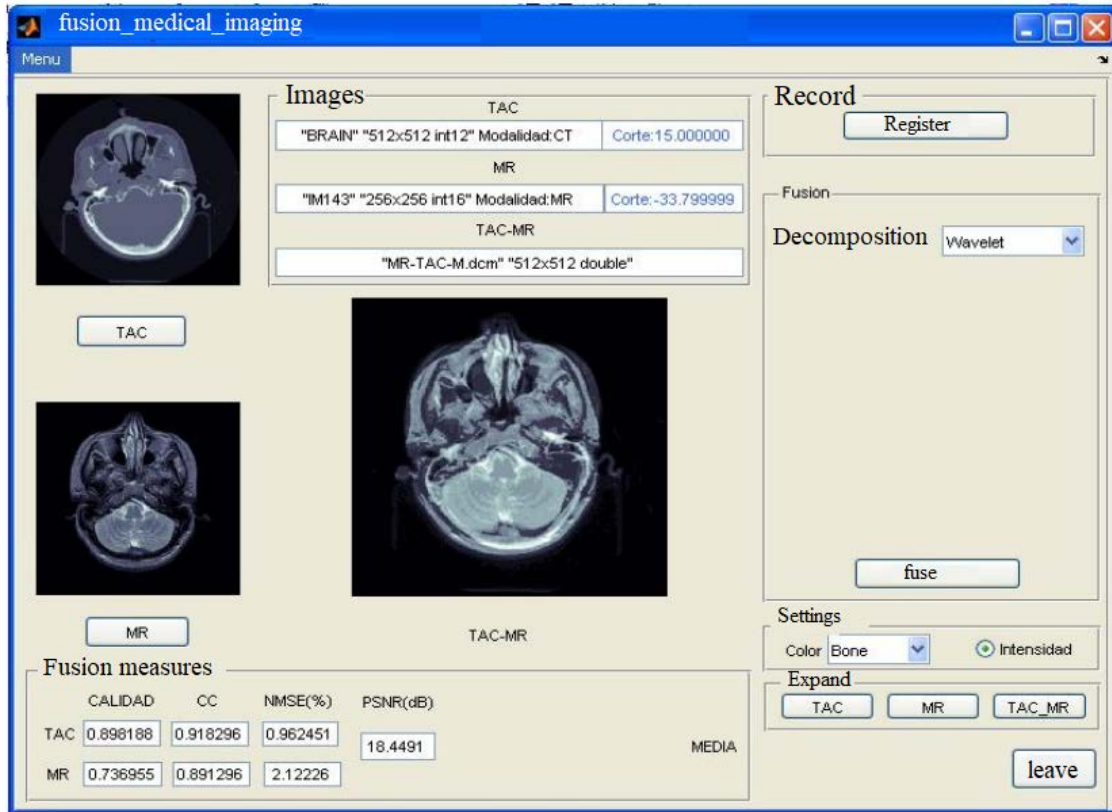 fusion_medical_imaging
Menu
Images
TAC
"BRAIN" "512x512 int12" Modalidad:CT Corte:15.000000
MR
"IM143" "256x256 int16" Modalidad:MR Corte:-33.799999
TAC-MR
"MR-TAC-M.dcm" "512x512 double"
TAC
MR
TAC-MR
Record
Register
Fusion
Decomposition Wavelet
fuse
Settings
Color Bone Intensidad
Expand
TAC MR TAC_MR
leave
Fusion measures
CALIDAD CC NMSE(%) PSNR(dB)
TAC 0.898188 0.918296 0.962451 18.4491
MR 0.736955 0.891296 2.12226
MEDIA